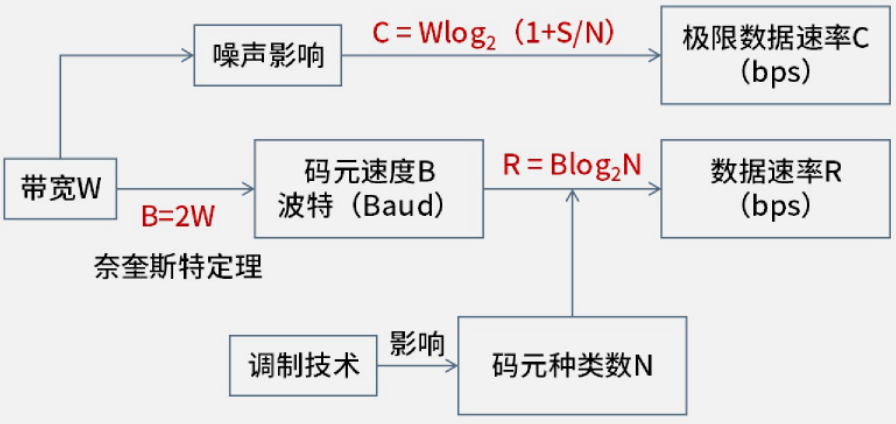 噪声影响
C = Wlog₂（1+S/N）
极限数据速率C
（bps）
带宽W
B=2W
奈奎斯特定理
码元速度B
波特（Baud）
R = Blog₂N
数据速率R
（bps）
调制技术
影响
码元种类数N